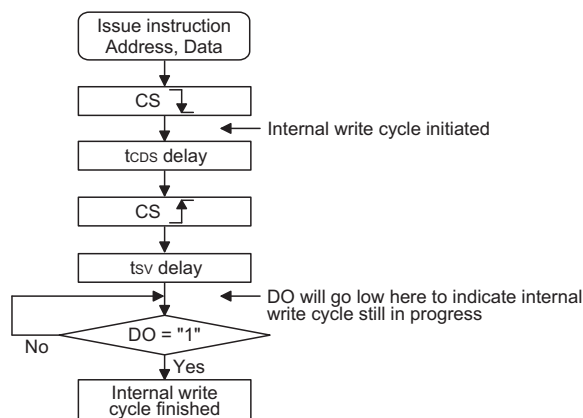 Issue instruction
Address, Data
CS
Internal write cycle initiated
tCDS delay
CS
tSV delay
DO will go low here to indicate internal
write cycle still in progress
DO = "1"
No
Yes
Internal write
cycle finished